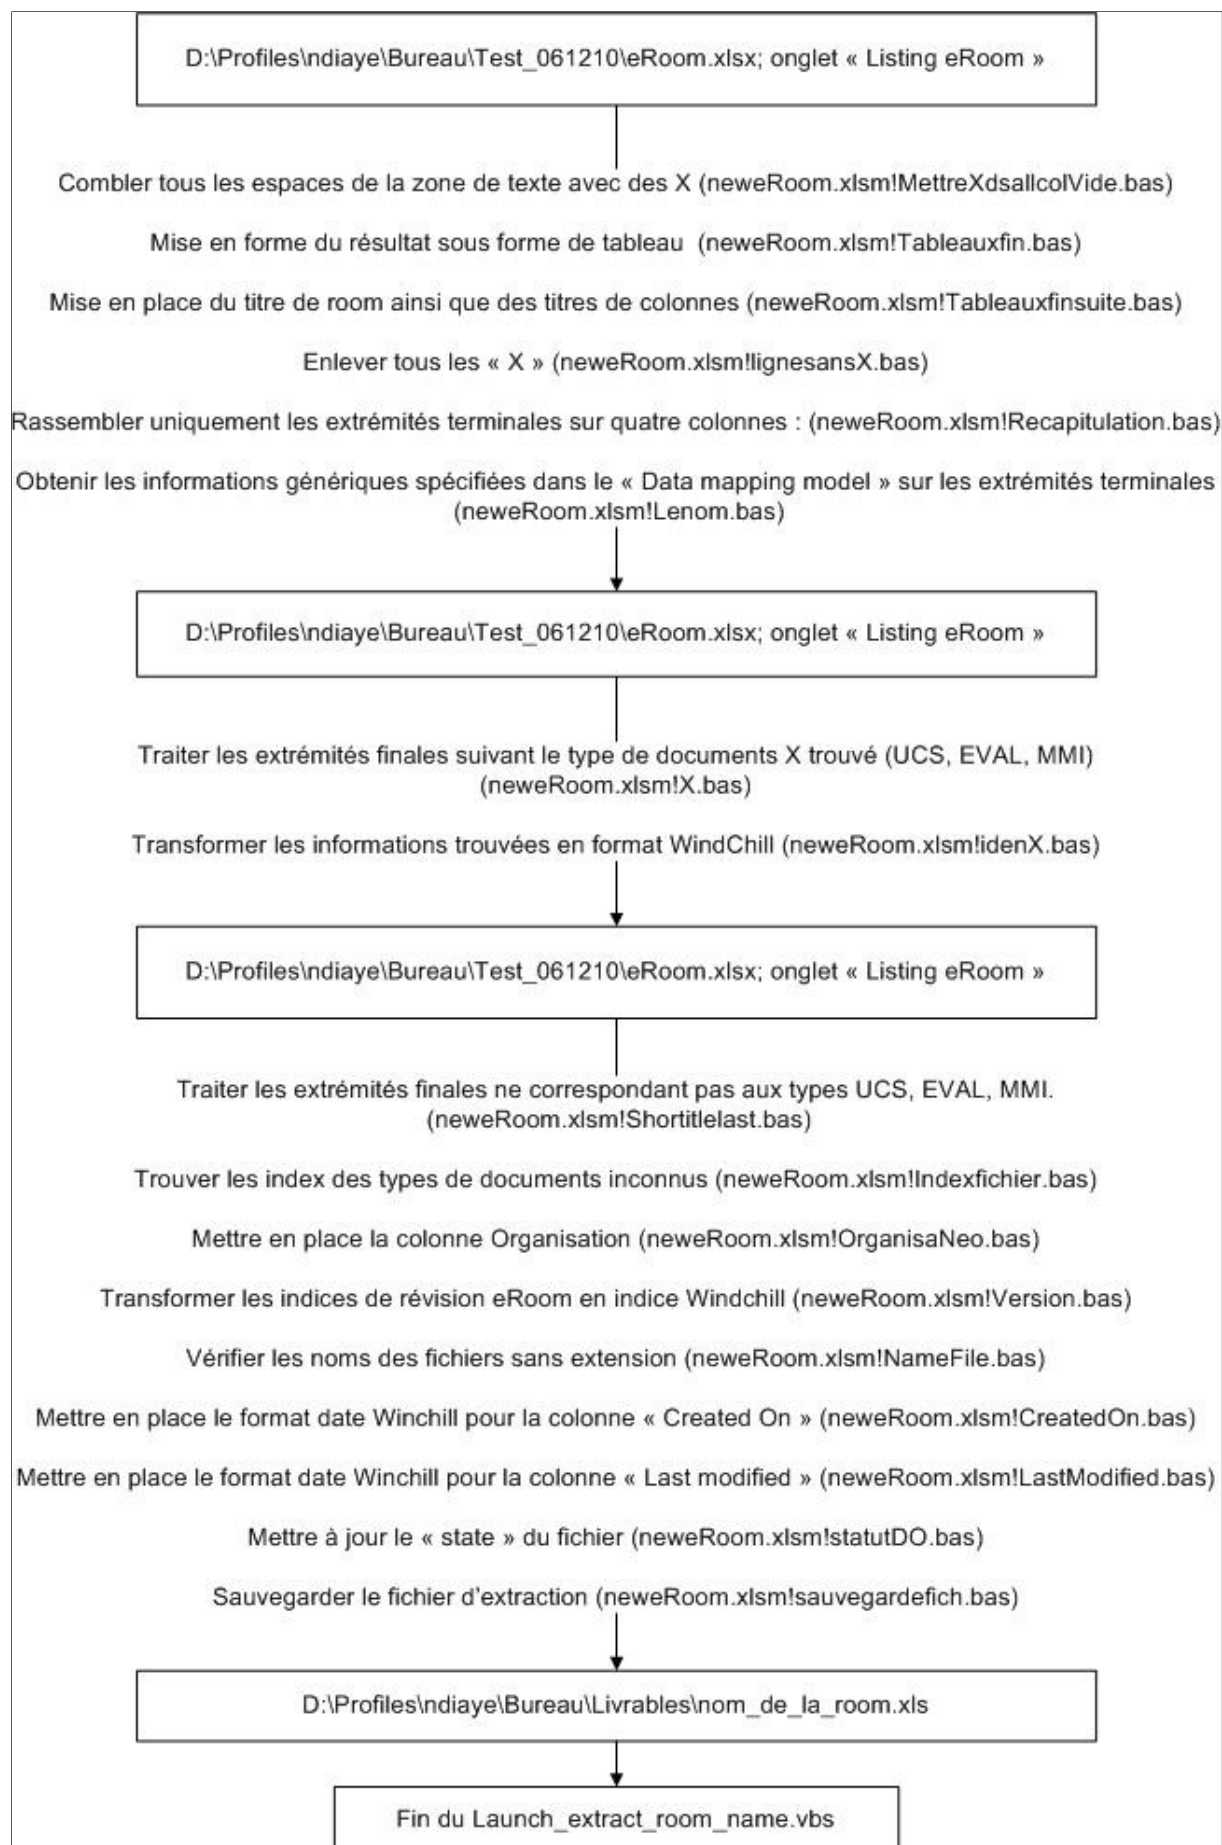 D:\Profiles\ndiaye\Bureau\Test_061210\eRoom.xlsx; onglet « Listing eRoom »
Combler tous les espaces de la zone de texte avec des X (neweRoom.xlsm!MettreXdsallcolVide.bas)
Mise en forme du résultat sous forme de tableau  (neweRoom.xlsm!Tableauxfin.bas)
Mise en place du titre de room ainsi que des titres de colonnes (neweRoom.xlsm!Tableauxfinsuite.bas)
Enlever tous les « X » (neweRoom.xlsm!lignesansX.bas)
Rassembler uniquement les extrémités terminales sur quatre colonnes : (neweRoom.xlsm!Recapitulation.bas)
Obtenir les informations génériques spécifiées dans le « Data mapping model » sur les extrémités terminales
(neweRoom.xlsm!Lenom.bas)
D:\Profiles\ndiaye\Bureau\Test_061210\eRoom.xlsx; onglet « Listing eRoom »
Traiter les extrémités finales suivant le type de documents X trouvé (UCS, EVAL, MMI)
(neweRoom.xlsm!X.bas)
Transformer les informations trouvées en format WindChill (neweRoom.xlsm!idenX.bas)
D:\Profiles\ndiaye\Bureau\Test_061210\eRoom.xlsx; onglet « Listing eRoom »
Traiter les extrémités finales ne correspondant pas aux types UCS, EVAL, MMI.
(neweRoom.xlsm!Shortitlelast.bas)
Trouver les index des types de documents inconnus (neweRoom.xlsm!Indexfichier.bas)
Mettre en place la colonne Organisation (neweRoom.xlsm!OrganisaNeo.bas)
Transformer les indices de révision eRoom en indice Windchill (neweRoom.xlsm!Version.bas)
Vérifier les noms des fichiers sans extension (neweRoom.xlsm!NameFile.bas)
Mettre en place le format date Winchill pour la colonne « Created On » (neweRoom.xlsm!CreatedOn.bas)
Mettre en place le format date Winchill pour la colonne « Last modified » (neweRoom.xlsm!LastModified.bas)
Mettre à jour le « state » du fichier (neweRoom.xlsm!statutDO.bas)
Sauvegarder le fichier d'extraction (neweRoom.xlsm!sauvegardefich.bas)
D:\Profiles\ndiaye\Bureau\Livrables\nom_de_la_room.xls
Fin du Launch_extract_room_name.vbs